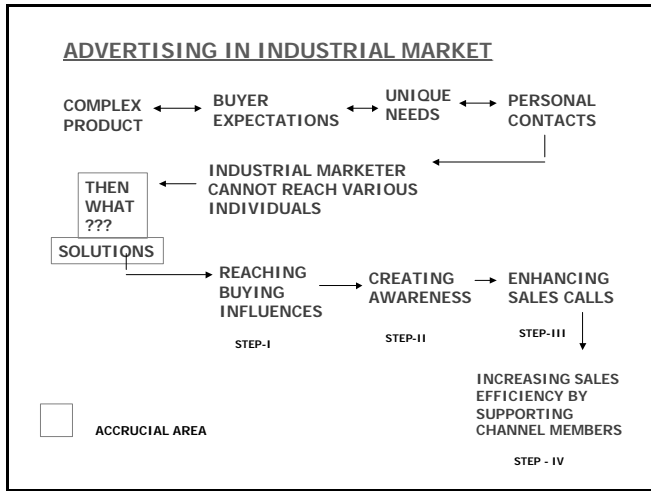 ADVERTISING IN INDUSTRIAL MARKET
COMPLEX
PRODUCT
BUYER
EXPECTATIONS
UNIQUE
NEEDS
PERSONAL
CONTACTS
INDUSTRIAL MARKETER
CANNOT REACH VARIOUS
INDIVIDUALS
THEN
WHAT
???
SOLUTIONS
REACHING
BUYING
INFLUENCES
STEP-I
CREATING
AWARENESS
STEP-II
ENHANCING
SALES CALLS
STEP-III
INCREASING SALES
EFFICIENCY BY
SUPPORTING
CHANNEL MEMBERS
STEP - IV
ACCRUCIAL AREA